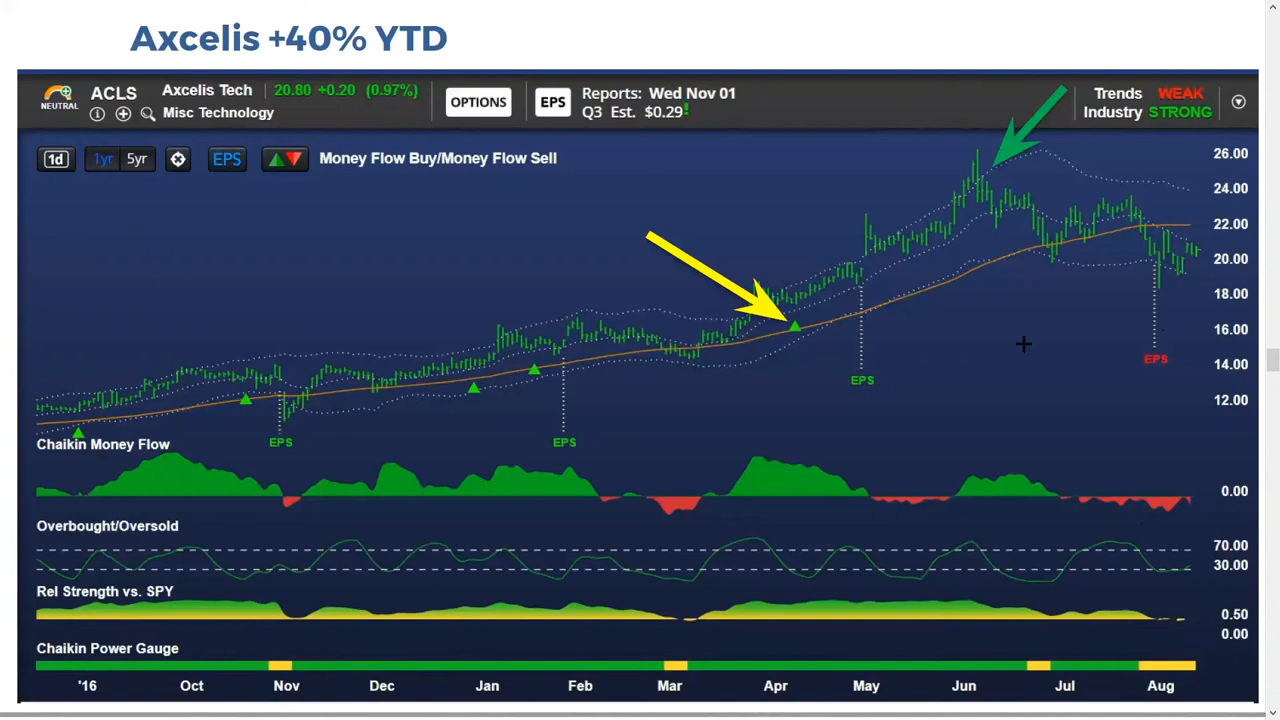 Axcelis +40% YTD
NEUTRAL
ACLS
Axcelis Tech
20.80 +0.20 (0.97%)
Misc Technology
OPTIONS
EPS
Reports: Wed Nov 01
Q3 Est. $0.29!
Trends WEAK
Industry STRONG
1d
1yr
5yr
EPS
Money Flow Buy/Money Flow Sell
26.00
24.00
22.00
20.00
18.00
16.00
14.00
12.00
EPS
EPS
EPS
EPS
Chaikin Money Flow
0.00
Overbought/Oversold
70.00
30.00
Rel Strength vs. SPY
0.50
0.00
Chaikin Power Gauge
'16 Oct Nov Dec Jan Feb Mar Apr May Jun Jul Aug